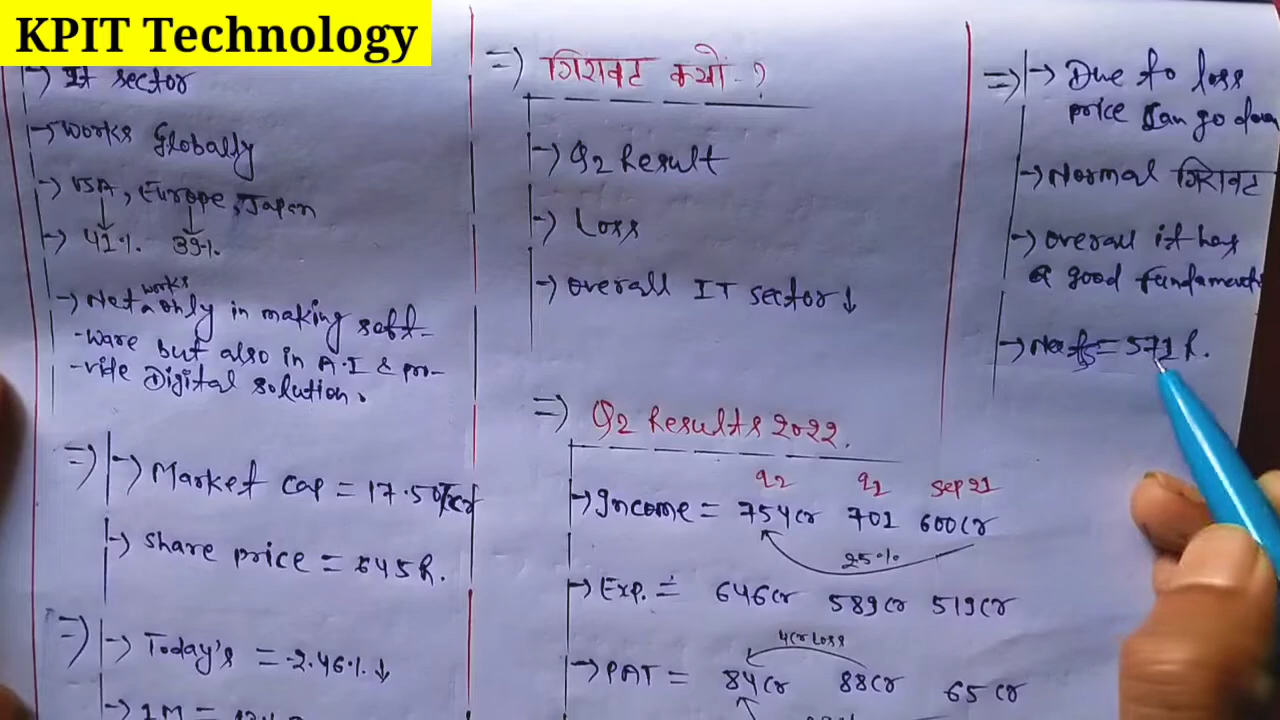 KPIT Technology
-> It sector
-> Works Globally
-> USA, Europe, Japan
-> 41%. 39%.
works
-> Not only in making soft-
-ware but also in A.I & pro-
-vide Digital solution.
=> -> Market cap = 17.50
-> share price = 645 R.
=> -> Today's = -2.46% ↓
-> 1M =
=> गिरावट क्यों - ?
-> Q2 Result
-> Loss
-> overall IT sector ↓
=> Q2 Results 2022.
q2 q1 sep 21
-> Income = 754cr 701 600cr
25%
-> Exp. = 646cr 589cr 519cr
4cr Loss
-> PAT = 84cr 88cr 65cr
=> -> Due to loss
price can go down
-> Normal गिरावट
-> overall it has
a good fundament
-> = 571 R.